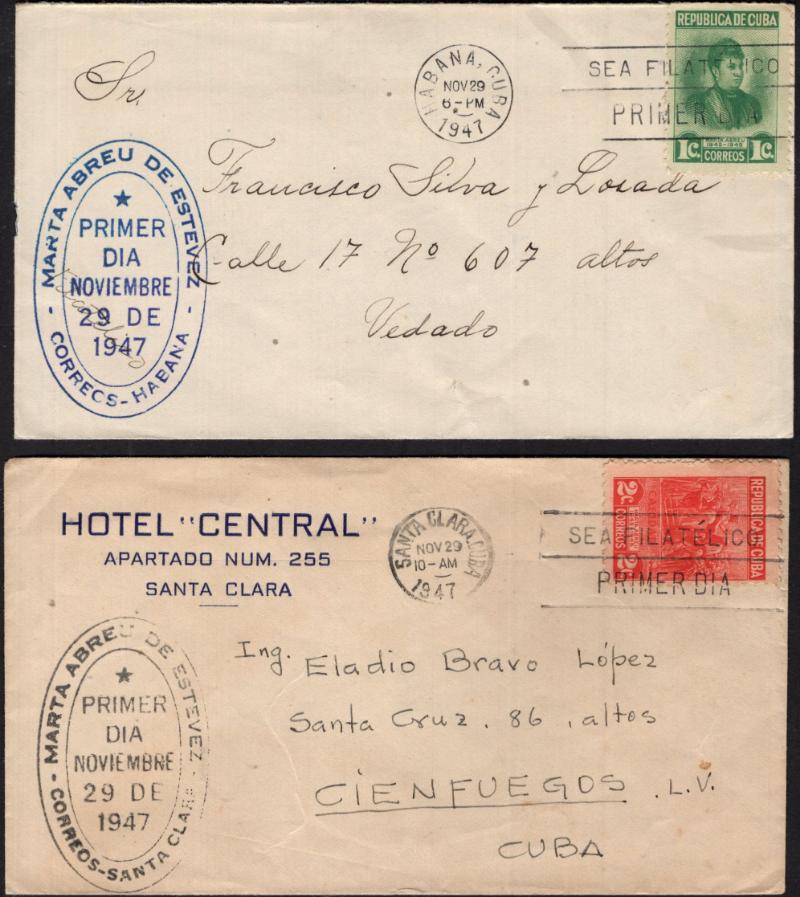 REPUBLICA DE CUBA
HABANA, CUBA
NOV 29
6-PM
1947
SEA FILATELICO
PRIMER DIA
1c. CORREOS 1c.
Sr.
Francisco Silva y Losada
Calle 17 Nº 607 altos
Vedado
MARTA ABREU DE ESTEVEZ
PRIMER
DIA
NOVIEMBRE
29 DE
1947
CORRECS-HABANA
HOTEL "CENTRAL"
APARTADO NUM. 255
SANTA CLARA
SANTA CLARA, CUBA
NOV 29
10-AM
1947
REPUBLICA DE CUBA
2c
CORREOS
2c
SEA FILATÉLICO
PRIMER DIA
Ing. Eladio Bravo López
Santa Cruz. 86, altos
CIENFUEGOS. L.V.
CUBA
MARTA ABREU DE ESTEVEZ
PRIMER
DIA
NOVIEMBRE
29 DE
1947
CORREOS-SANTA CLARA